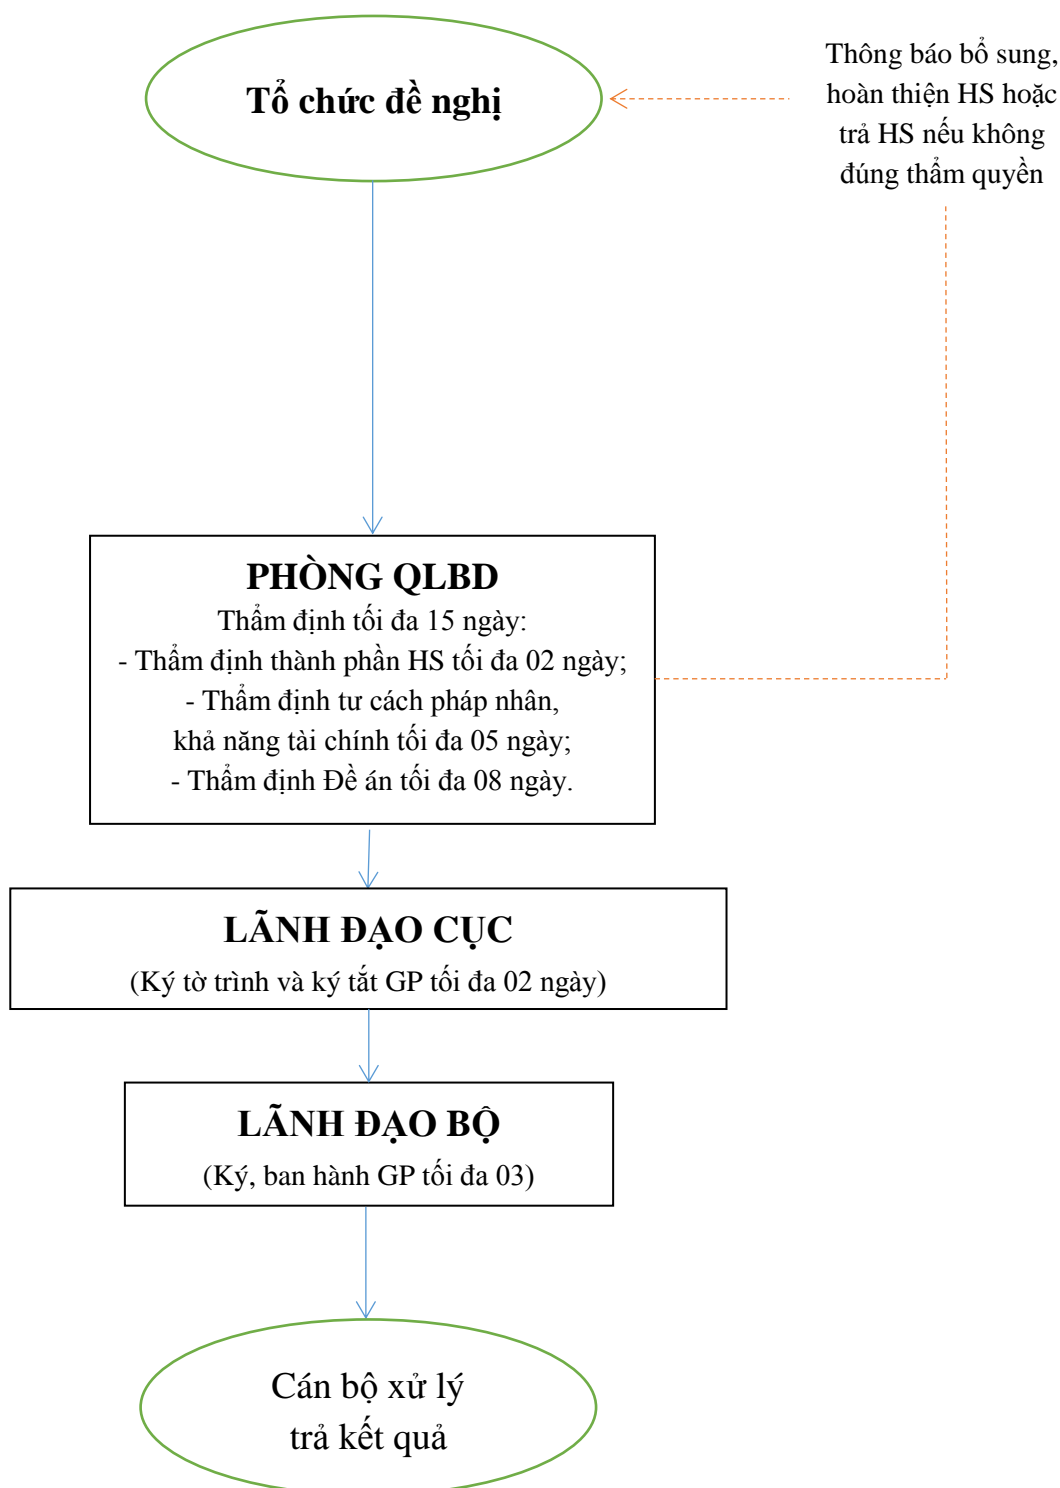 Tổ chức đề nghị
Thông báo bổ sung,
hoàn thiện HS hoặc
trả HS nếu không
đúng thẩm quyền
PHÒNG QLBD
Thẩm định tối đa 15 ngày:
- Thẩm định thành phần HS tối đa 02 ngày;
- Thẩm định tư cách pháp nhân,
khả năng tài chính tối đa 05 ngày;
- Thẩm định Đề án tối đa 08 ngày.
LÃNH ĐẠO CỤC
(Ký tờ trình và ký tắt GP tối đa 02 ngày)
LÃNH ĐẠO BỘ
(Ký, ban hành GP tối đa 03)
Cán bộ xử lý
trả kết quả